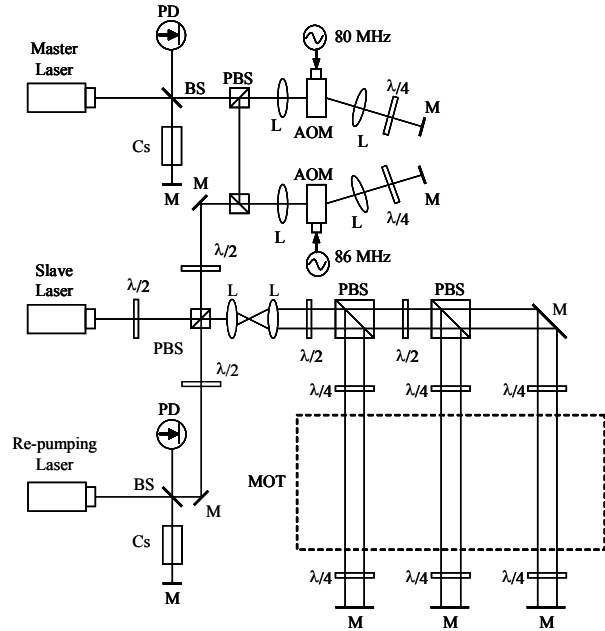 PD
80 MHz
Master
Laser
BS
PBS
λ/4
M
L
AOM
L
Cs
M
AOM
M
L
L
λ/4
M
86 MHz
λ/2
Slave
Laser
λ/2
L
L
PBS
PBS
M
PBS
λ/2
λ/2
λ/2
λ/4
λ/4
λ/4
PD
Re-pumping
Laser
BS
MOT
M
Cs
λ/4
λ/4
λ/4
M
M
M
M